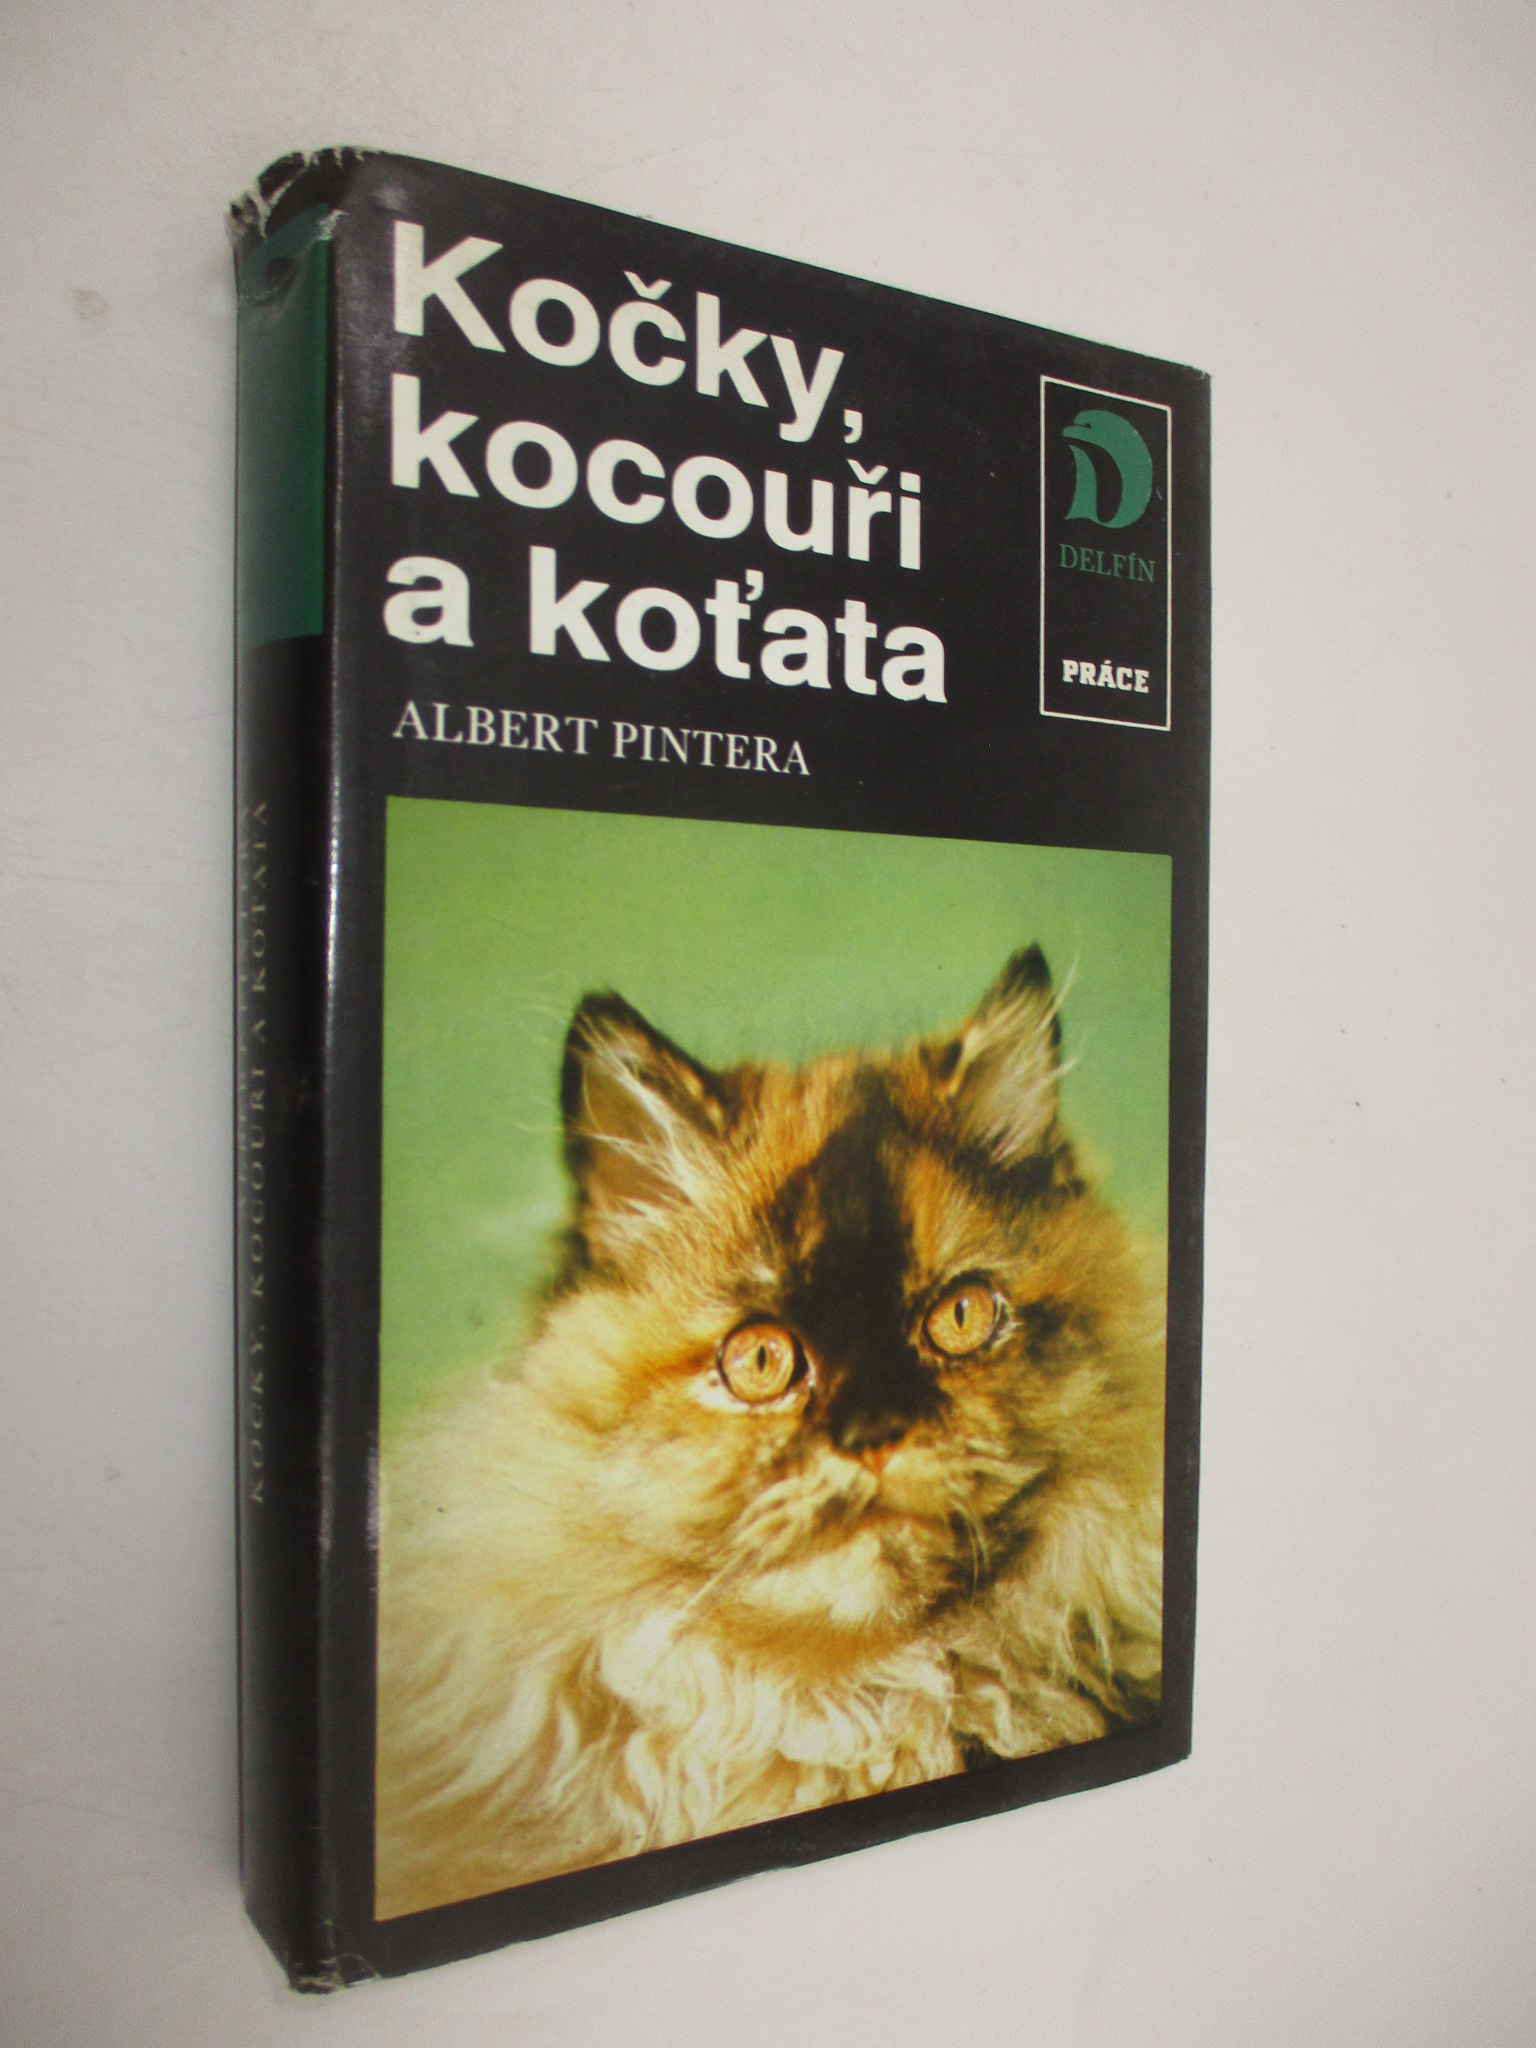 Kočky,
kocouři
a koťata
ALBERT PINTERA
DELFÍN
PRÁCE
KOČKY, KOCOUŘI A KOŤATA